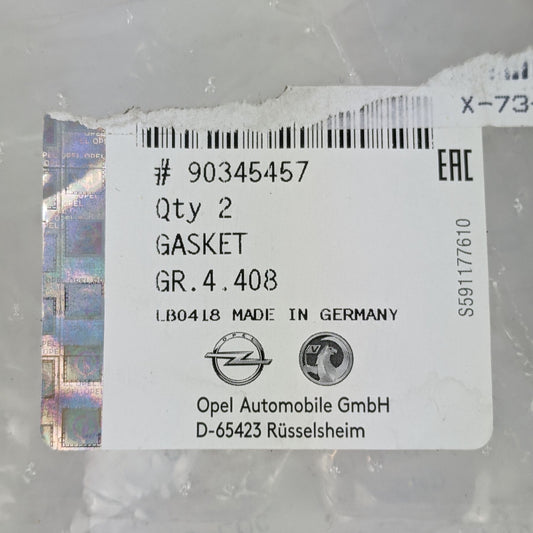 X-73
# 90345457
EAC
Qty 2
GASKET
GR.4.408
LB0418 MADE IN GERMANY
S591177610
OPEL
Opel Automobile GmbH
D-65423 Rüsselsheim